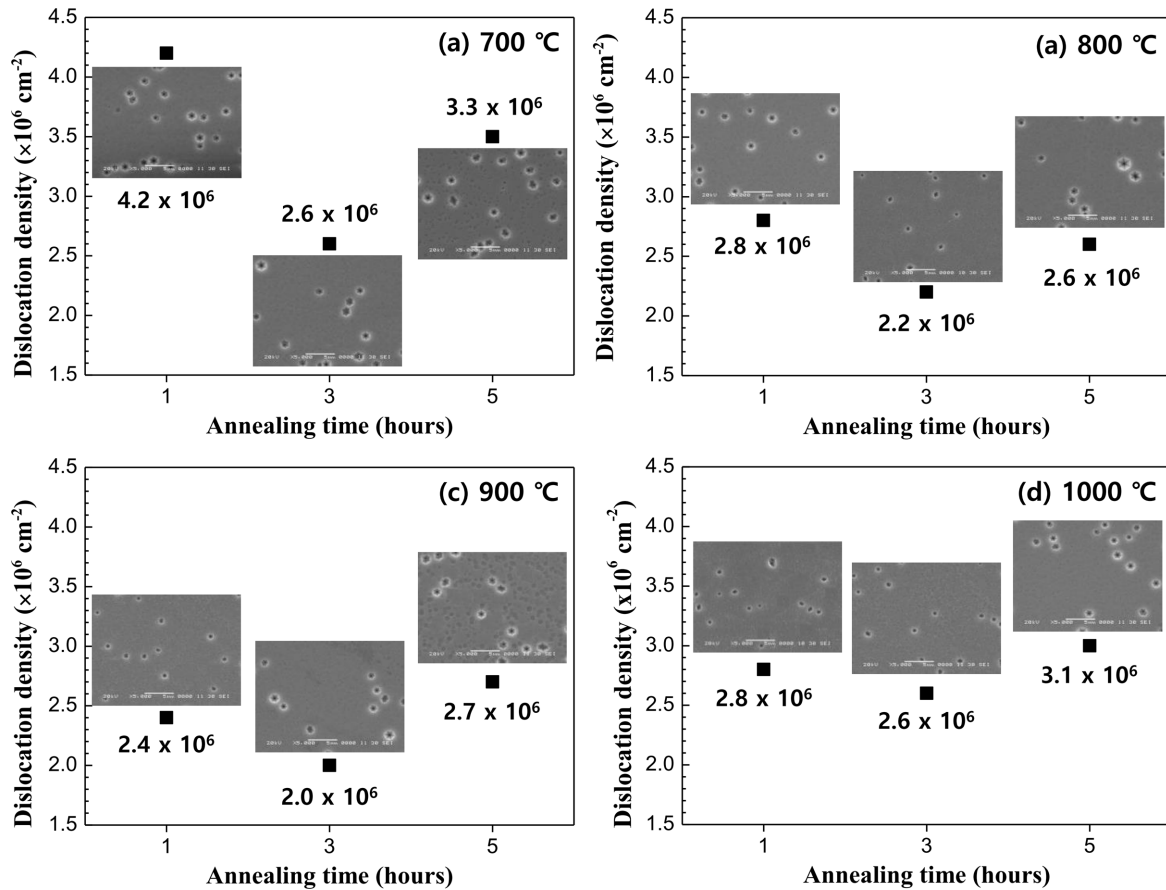 (a) 700 ℃
Dislocation density (×10⁶ cm⁻²)
4.5
4.0
3.5
3.0
2.5
2.0
1.5
4.2 x 10⁶
2.6 x 10⁶
3.3 x 10⁶
1 3 5
Annealing time (hours)
(a) 800 ℃
Dislocation density (×10⁶ cm⁻²)
4.5
4.0
3.5
3.0
2.5
2.0
1.5
2.8 x 10⁶
2.2 x 10⁶
2.6 x 10⁶
1 3 5
Annealing time (hours)
(c) 900 ℃
Dislocation density (×10⁶ cm⁻²)
4.5
4.0
3.5
3.0
2.5
2.0
1.5
2.4 x 10⁶
2.0 x 10⁶
2.7 x 10⁶
1 3 5
Annealing time (hours)
(d) 1000 ℃
Dislocation density (x10⁶ cm⁻²)
4.5
4.0
3.5
3.0
2.5
2.0
1.5
2.8 x 10⁶
2.6 x 10⁶
3.1 x 10⁶
1 3 5
Annealing time (hours)